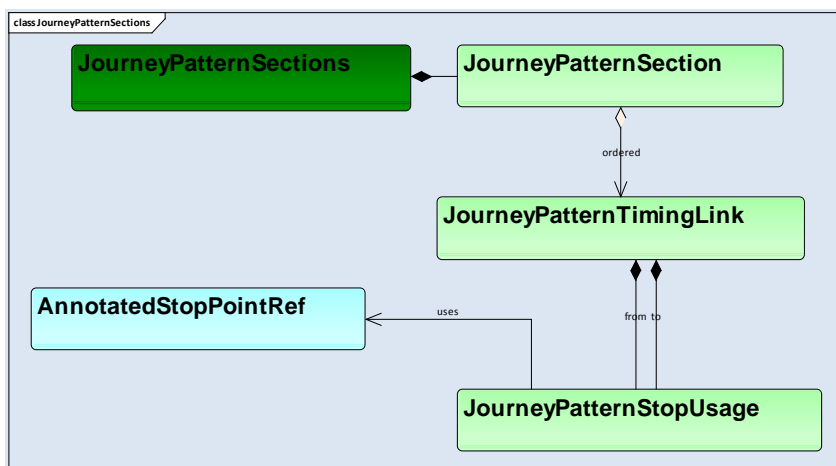 class JourneyPatternSections
JourneyPatternSections
JourneyPatternSection
ordered
JourneyPatternTimingLink
AnnotatedStopPointRef
uses
from to
JourneyPatternStopUsage